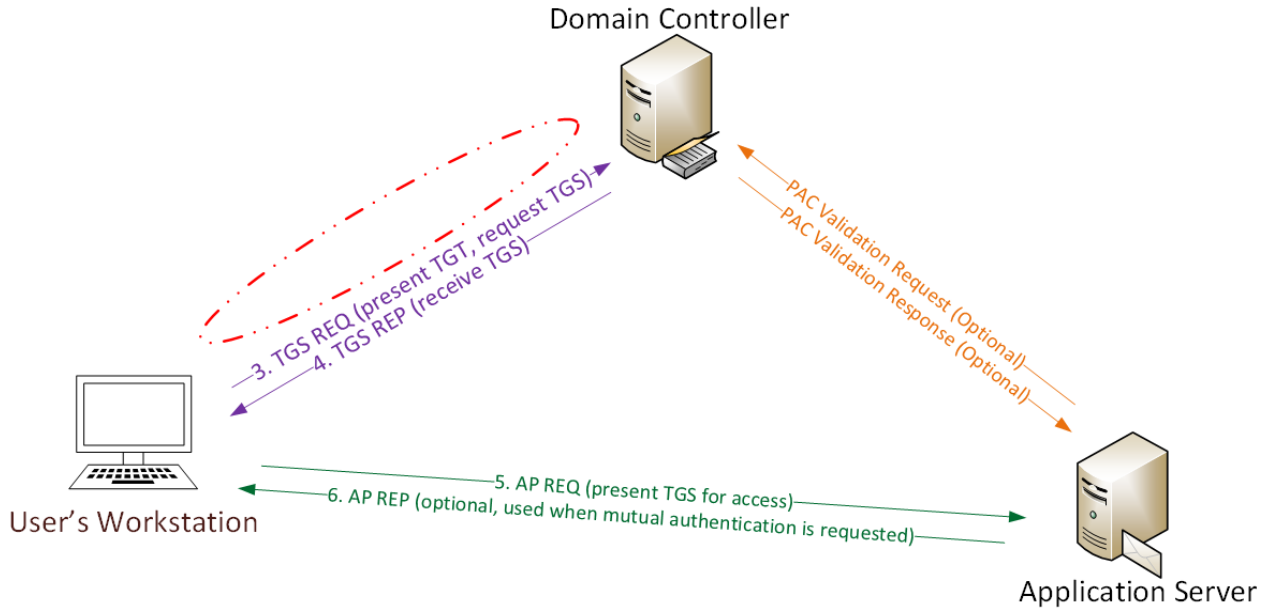 Domain Controller
3. TGS REQ (present TGT, request TGS)
4. TGS REP (receive TGS)
PAC Validation Request (Optional)
PAC Validation Response (Optional)
5. AP REQ (present TGS for access)
6. AP REP (optional, used when mutual authentication is requested)
User’s Workstation
Application Server